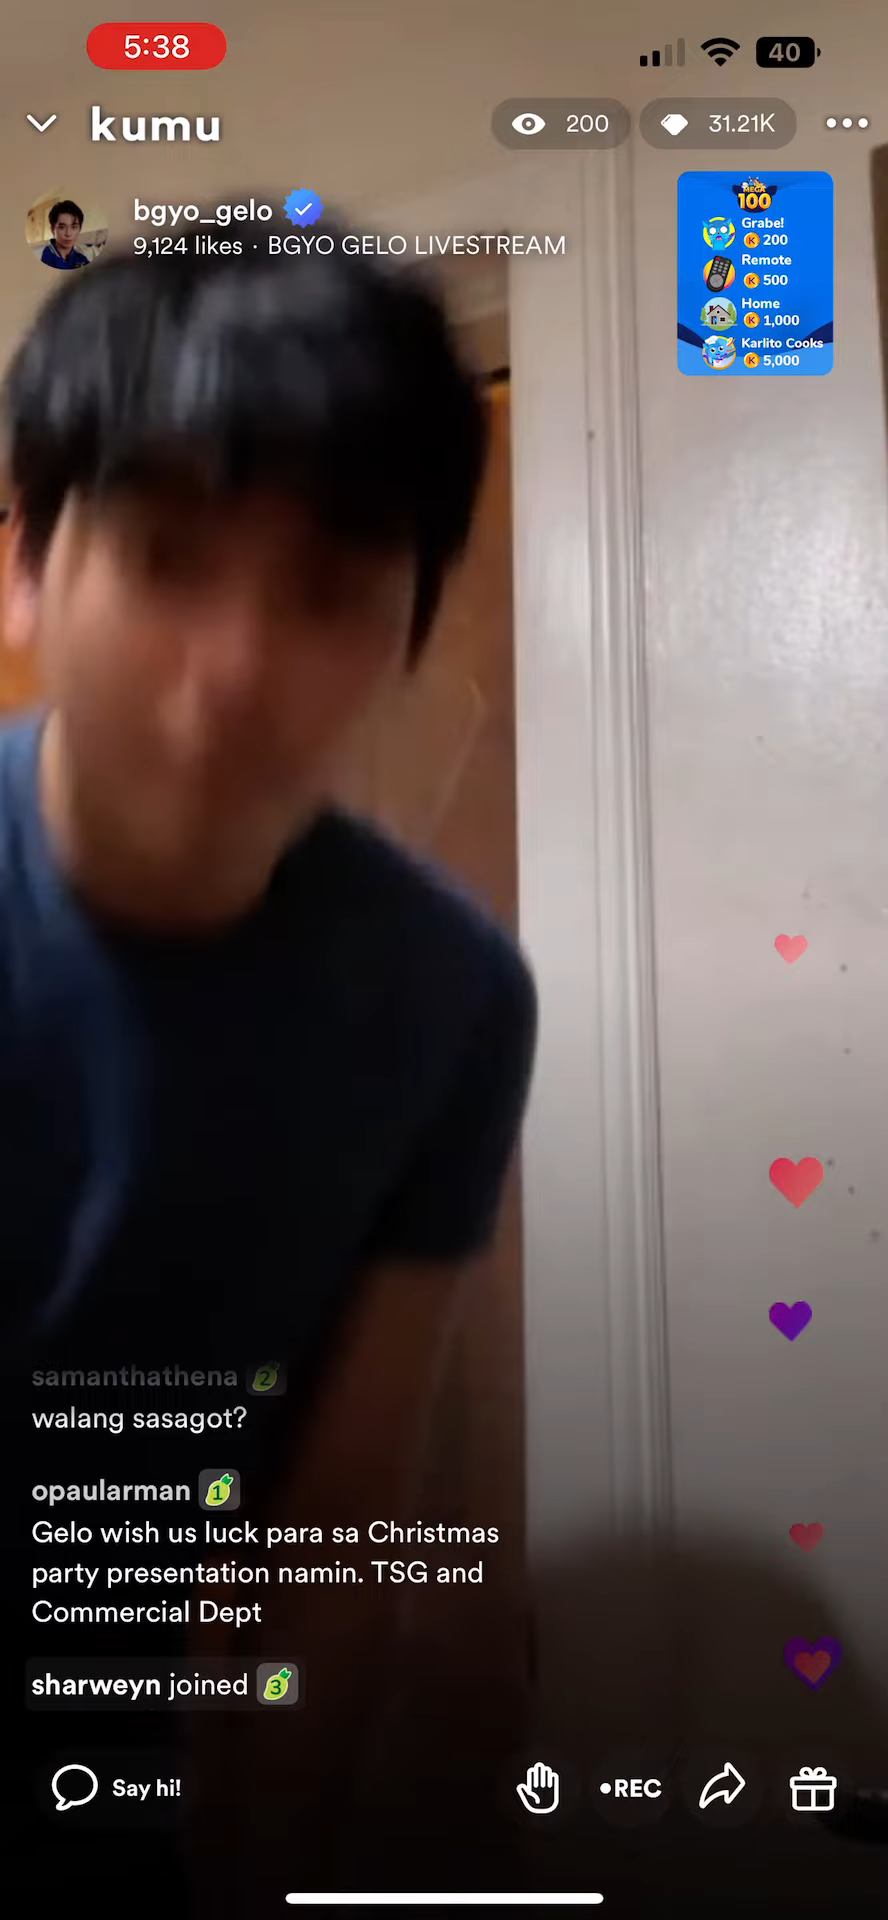 5:38
40
kumu
200
31.21K
bgyo_gelo
9,124 likes · BGYO GELO LIVESTREAM
MEGA
100
Grabe!
K 200
Remote
K 500
Home
K 1,000
Karlito Cooks
K 5,000
samanthathena 2
walang sasagot?
opaularman 1
Gelo wish us luck para sa Christmas
party presentation namin. TSG and
Commercial Dept
sharweyn joined 3
Say hi!
•REC